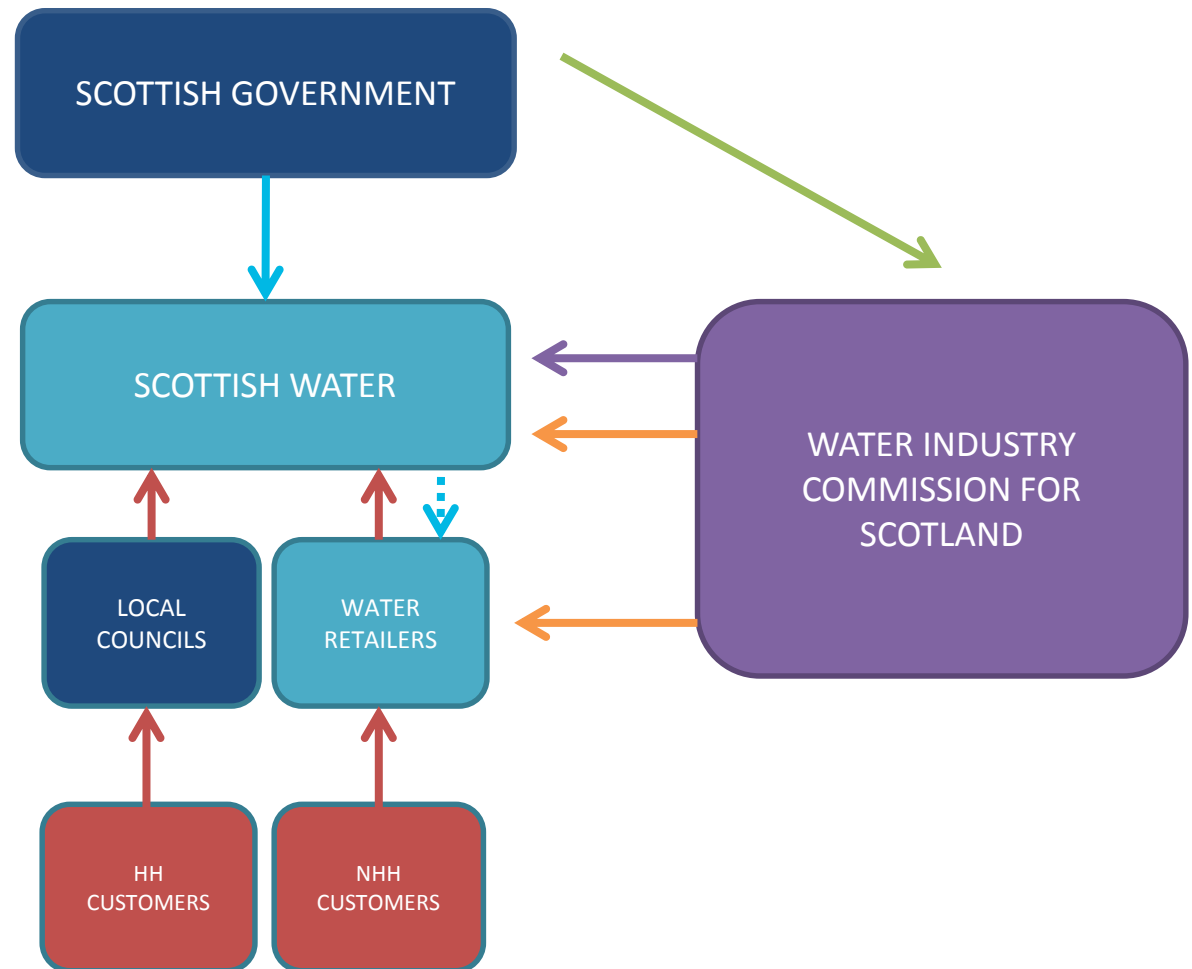 SCOTTISH GOVERNMENT
SCOTTISH WATER
WATER INDUSTRY
COMMISSION FOR
SCOTLAND
LOCAL
COUNCILS
WATER
RETAILERS
HH
CUSTOMERS
NHH
CUSTOMERS